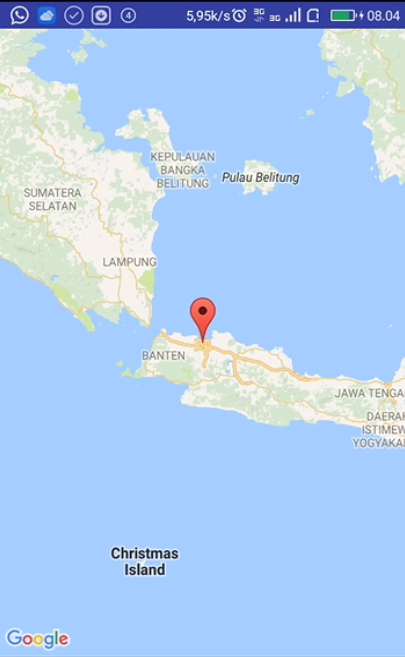 5,95k/s 3G 3G 08.04
4
KEPULAUAN
BANGKA
BELITUNG
Pulau Belitung
SUMATERA
SELATAN
LAMPUNG
BANTEN
JAWA TENGA
DAERAH
ISTIMEW
YOGYAKA
Christmas
Island
Google